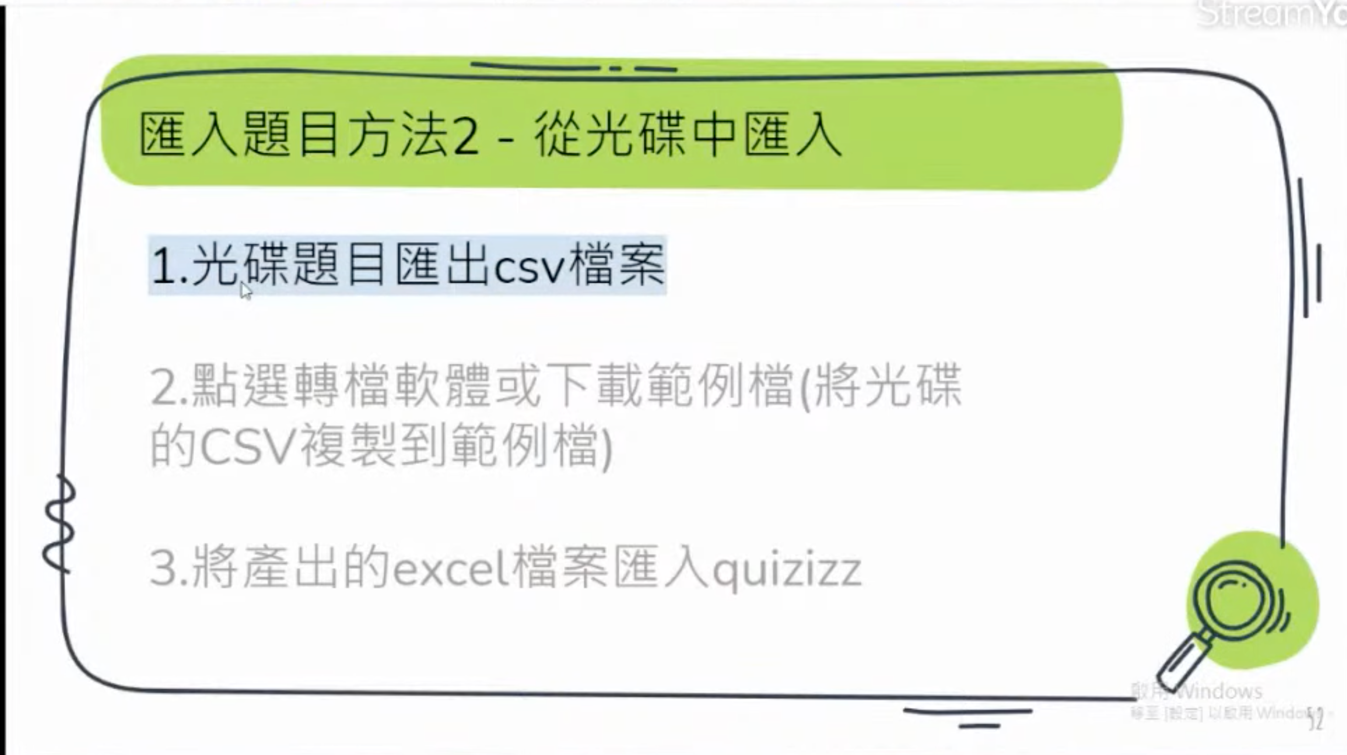 StreamYa
匯入題目方法2 - 從光碟中匯入
1.光碟題目匯出csv檔案
2.點選轉檔軟體或下載範例檔(將光碟
的CSV複製到範例檔)
3.將產出的excel檔案匯入quizizz
啟用 Windows
移至 [設定] 以啟用 Windows。
52